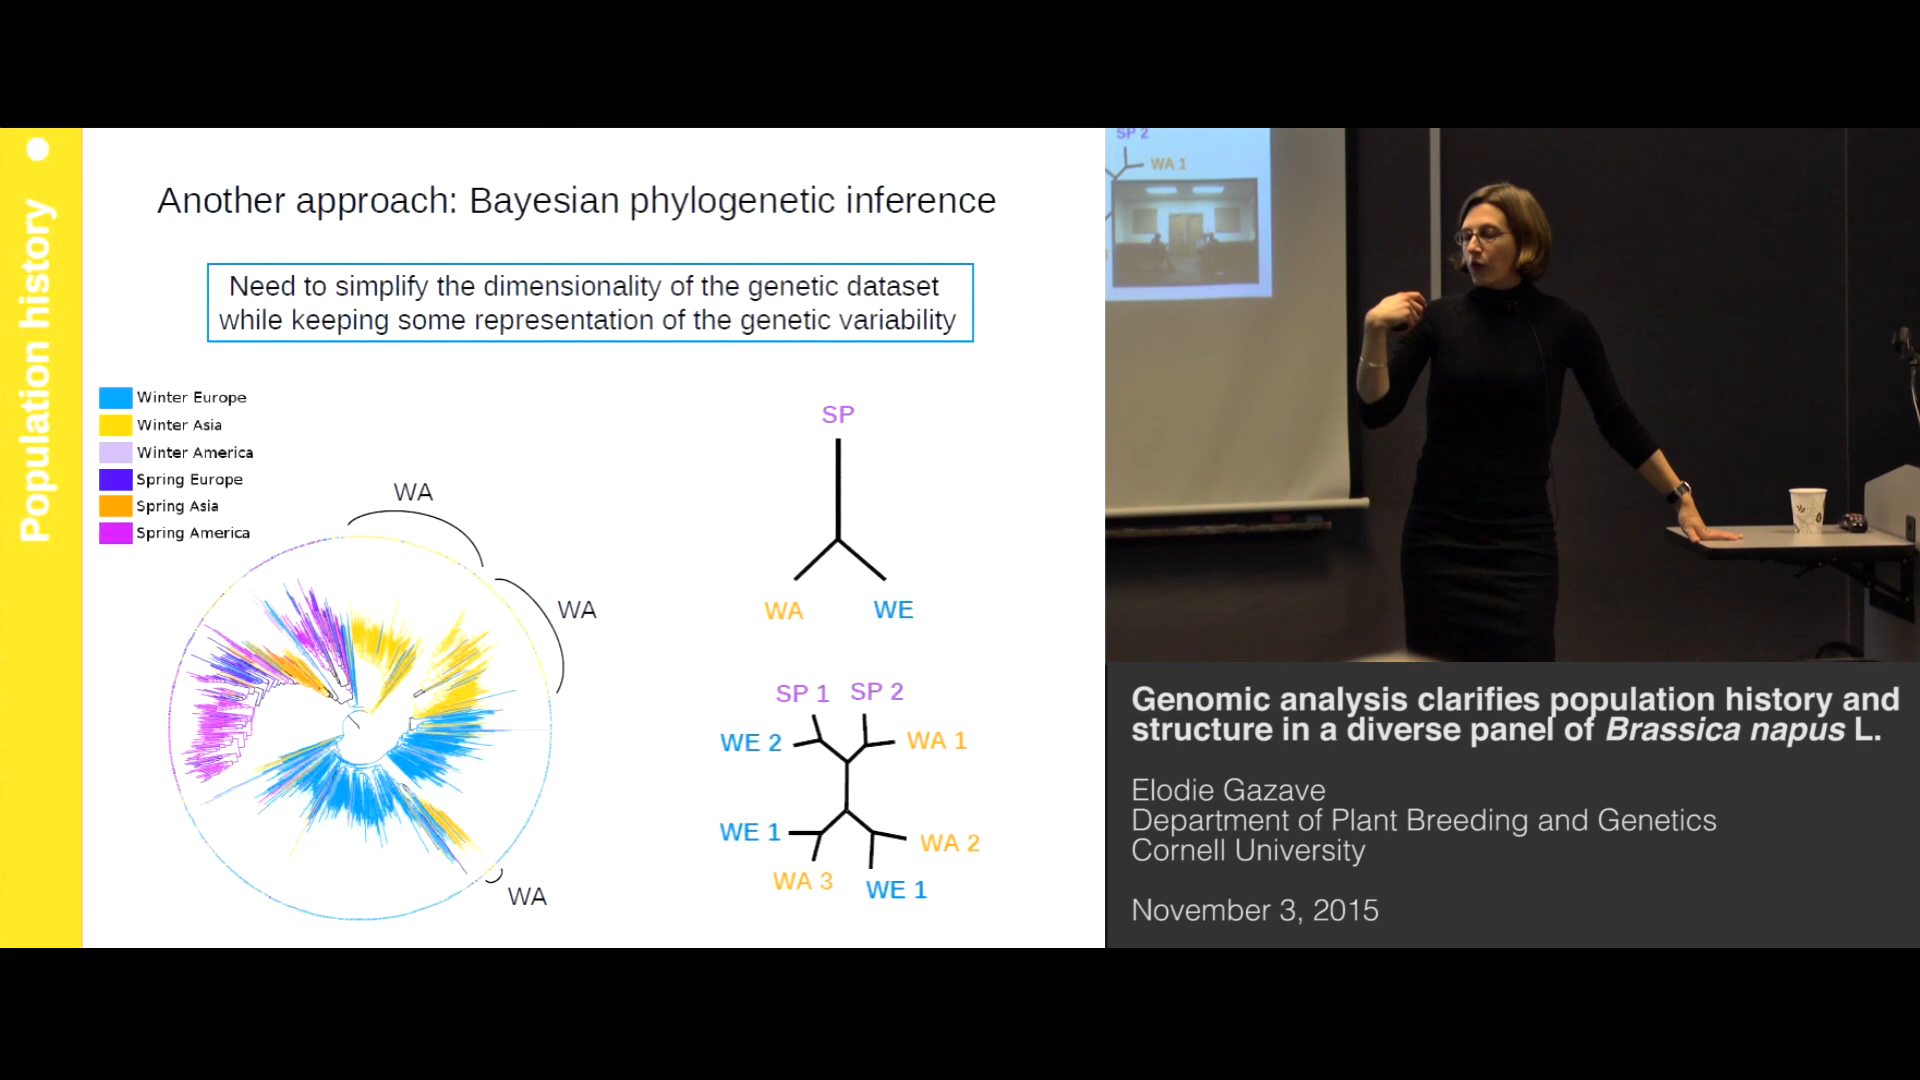 Population history
Another approach: Bayesian phylogenetic inference
Need to simplify the dimensionality of the genetic dataset
while keeping some representation of the genetic variability
Winter Europe
Winter Asia
Winter America
Spring Europe
Spring Asia
Spring America
WA
WA
WA
SP
WA
WE
SP 1
SP 2
WE 2
WA 1
WE 1
WA 2
WA 3
WE 1
SP 2
WA 1
Genomic analysis clarifies population history and
structure in a diverse panel of Brassica napus L.
Elodie Gazave
Department of Plant Breeding and Genetics
Cornell University
November 3, 2015